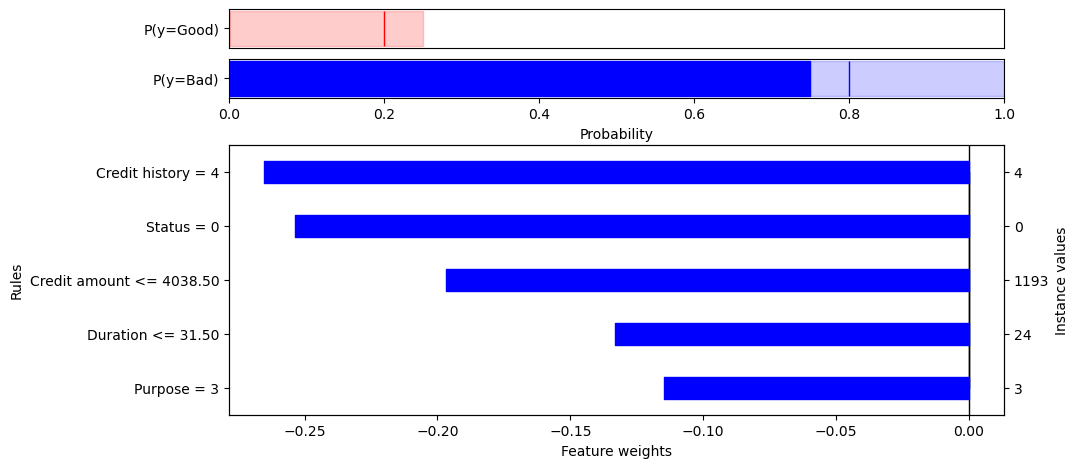 P(y=Good)
P(y=Bad)
0.0 0.2 0.4 0.6 0.8 1.0
Probability
Credit history = 4 4
Status = 0 0
Credit amount <= 4038.50 1193
Duration <= 31.50 24
Purpose = 3 3
Rules
Instance values
−0.25 −0.20 −0.15 −0.10 −0.05 0.00
Feature weights